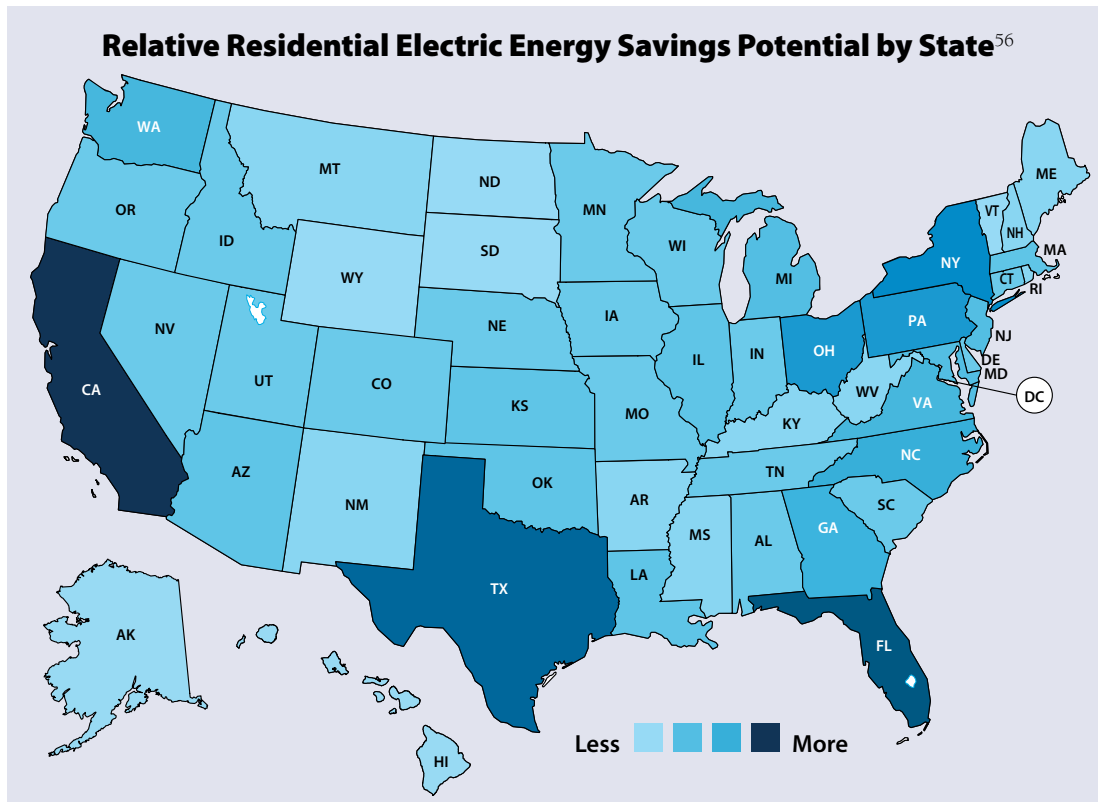 Relative Residential Electric Energy Savings Potential by State56
WA
MT
ND
MN
ME
VT
NH
OR
ID
SD
WI
MI
NY
MA
CT
RI
WY
NV
NE
IA
PA
NJ
UT
CO
IL
IN
OH
DE
MD
CA
KS
MO
WV
VA
DC
KY
AZ
NM
OK
AR
TN
NC
SC
MS
AL
GA
TX
LA
AK
FL
HI
Less
More